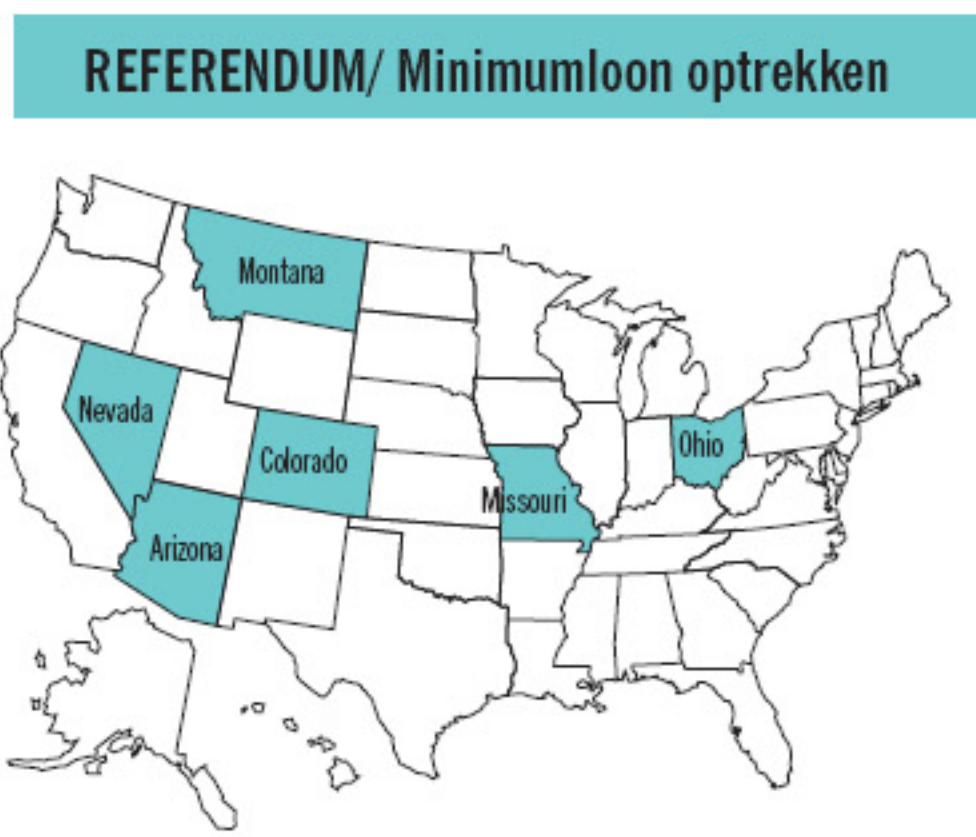 REFERENDUM/ Minimumloon optrekken
Montana
Nevada
Colorado
Ohio
Missouri
Arizona